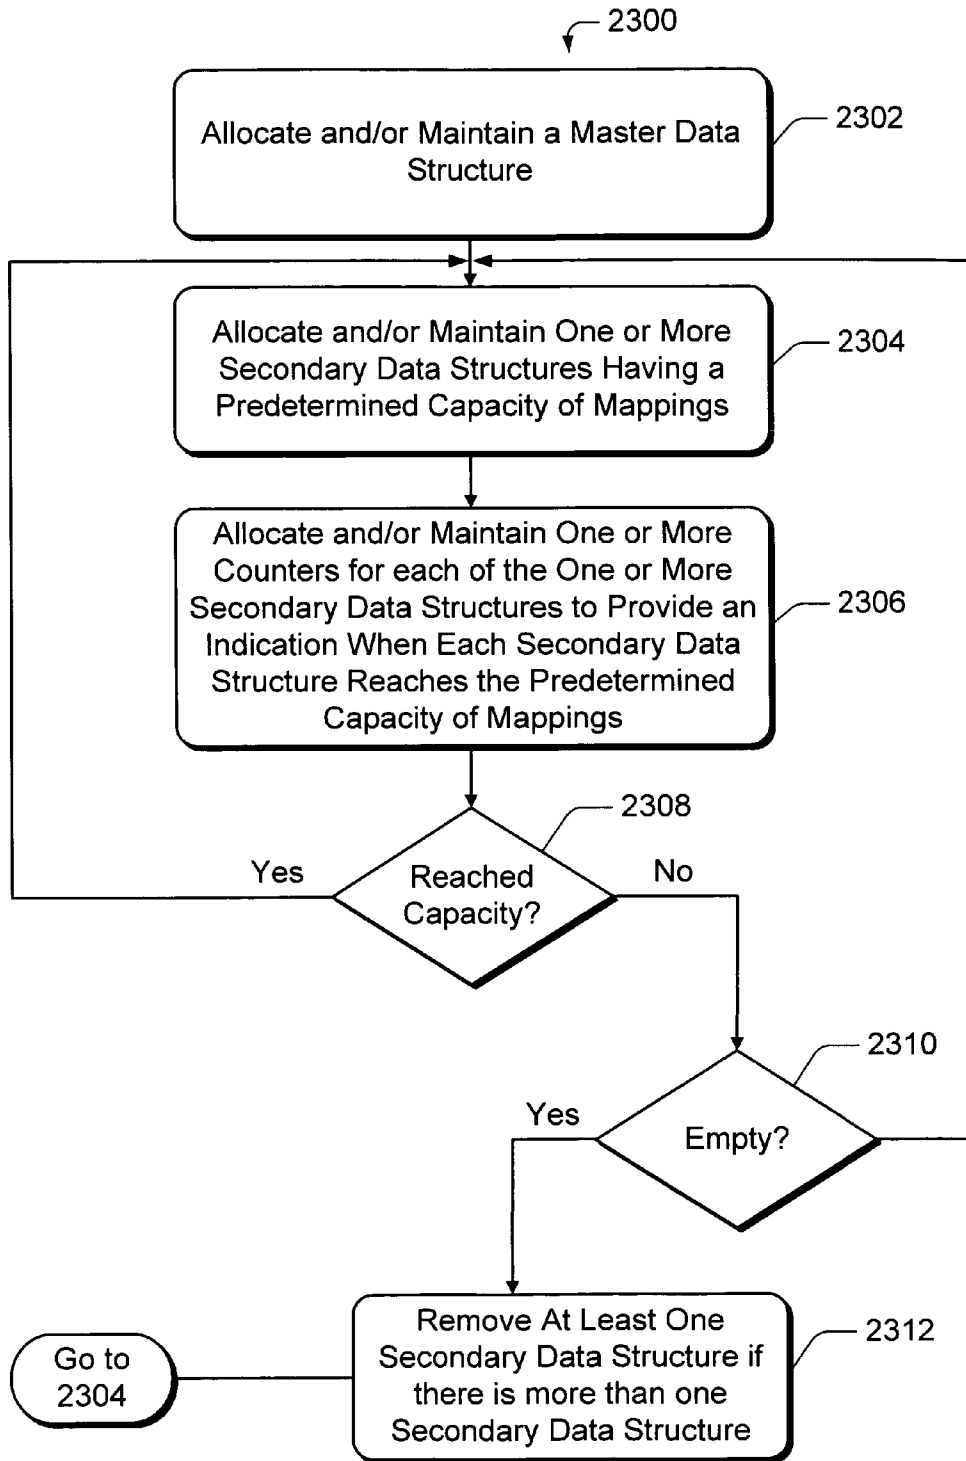 2300
Allocate and/or Maintain a Master Data
Structure
2302
Allocate and/or Maintain One or More
Secondary Data Structures Having a
Predetermined Capacity of Mappings
2304
Allocate and/or Maintain One or More
Counters for each of the One or More
Secondary Data Structures to Provide an
Indication When Each Secondary Data
Structure Reaches the Predetermined
Capacity of Mappings
2306
2308
Yes
Reached
Capacity?
No
2310
Yes
Empty?
Remove At Least One
Secondary Data Structure if
there is more than one
Secondary Data Structure
2312
Go to
2304